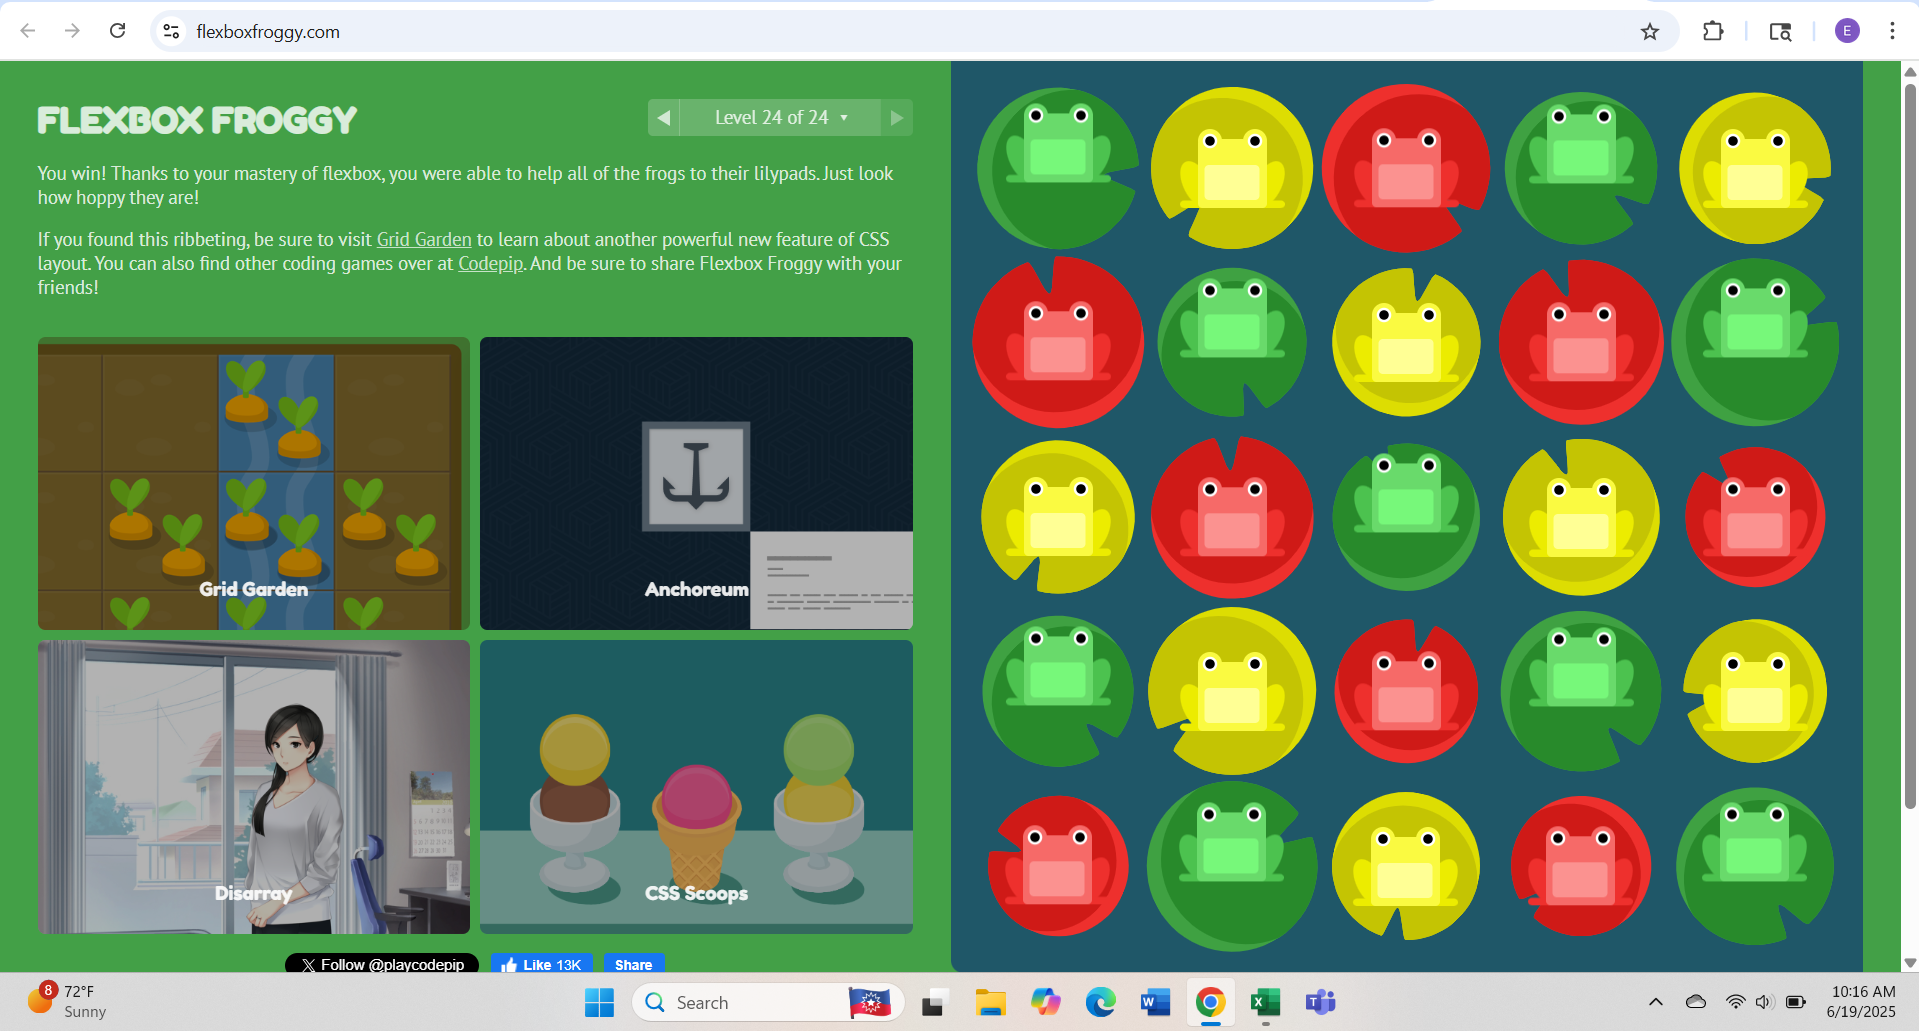 flexboxfroggy.com
E
FLEXBOX FROGGY
Level 24 of 24
You win! Thanks to your mastery of flexbox, you were able to help all of the frogs to their lilypads. Just look
how hoppy they are!
If you found this ribbeting, be sure to visit Grid Garden to learn about another powerful new feature of CSS
layout. You can also find other coding games over at Codepip. And be sure to share Flexbox Froggy with your
friends!
Grid Garden
Anchoreum
Disarray
CSS Scoops
X Follow @playcodepip
Like 13K
Share
8
72°F
Sunny
Search
W
X
T
10:16 AM
6/19/2025